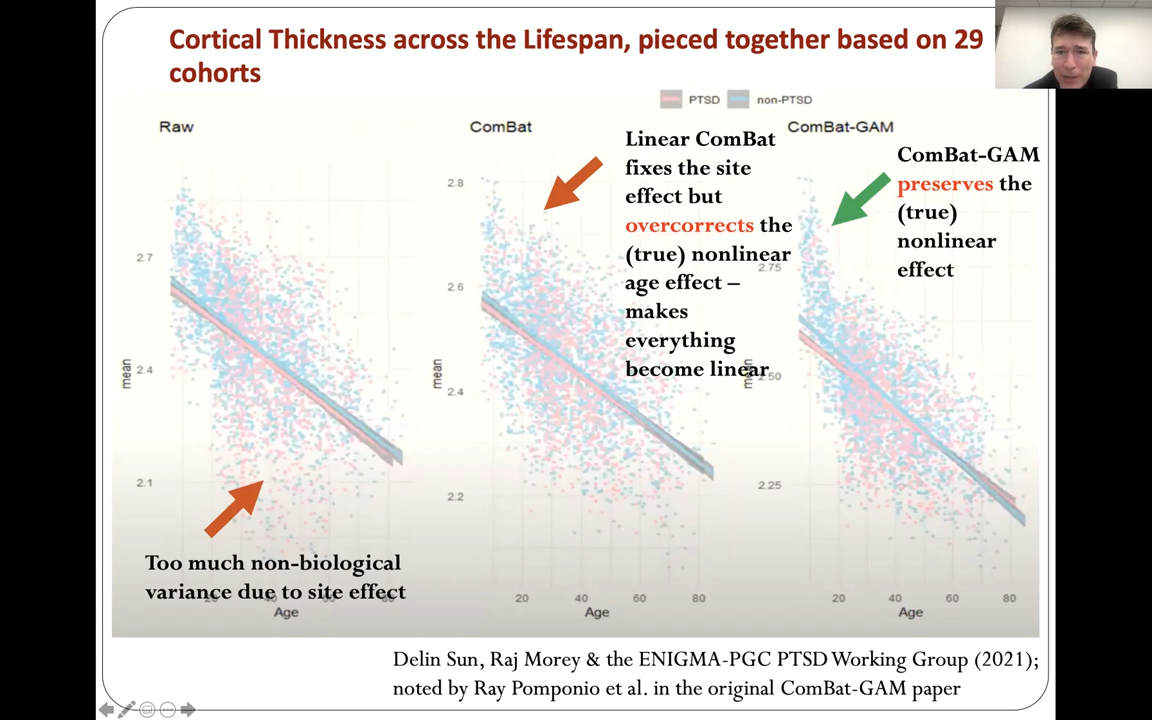 Cortical Thickness across the Lifespan, pieced together based on 29
cohorts
PTSD
non-PTSD
Raw
2.7
2.4
2.1
mean
Too much non-biological
variance due to site effect
Age
ComBat
2.8
2.6
2.4
2.2
mean
20
40
60
80
Age
Linear ComBat
fixes the site
effect but
overcorrects the
(true) nonlinear
age effect –
makes
everything
become linear
ComBat-GAM
2.75
2.50
2.25
mean
20
40
60
80
Age
ComBat-GAM
preserves the
(true)
nonlinear
effect
Delin Sun, Raj Morey & the ENIGMA-PGC PTSD Working Group (2021);
noted by Ray Pomponio et al. in the original ComBat-GAM paper